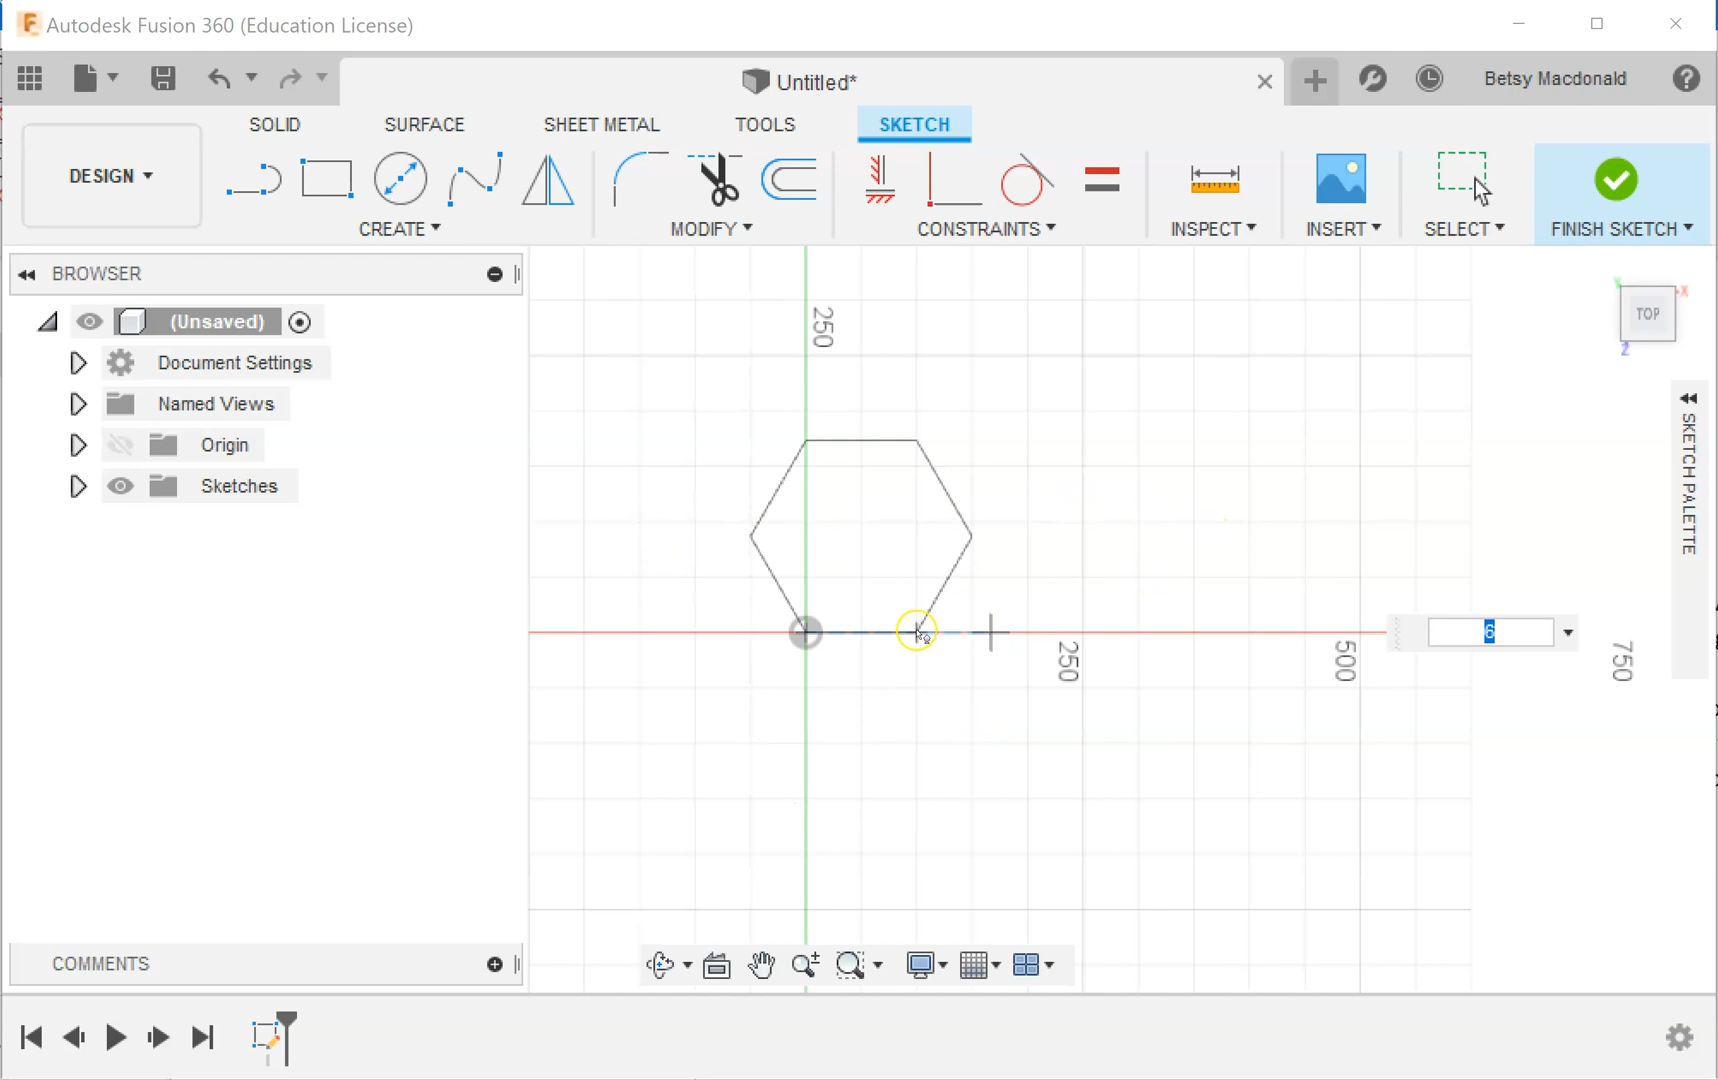 Autodesk Fusion 360 (Education License)
Untitled*
Betsy Macdonald
SOLID SURFACE SHEET METAL TOOLS SKETCH
DESIGN
CREATE MODIFY CONSTRAINTS INSPECT INSERT SELECT FINISH SKETCH
BROWSER
(Unsaved)
Document Settings
Named Views
Origin
Sketches
250
Y
X
TOP
Z
SKETCH PALETTE
6
250
500
750
COMMENTS